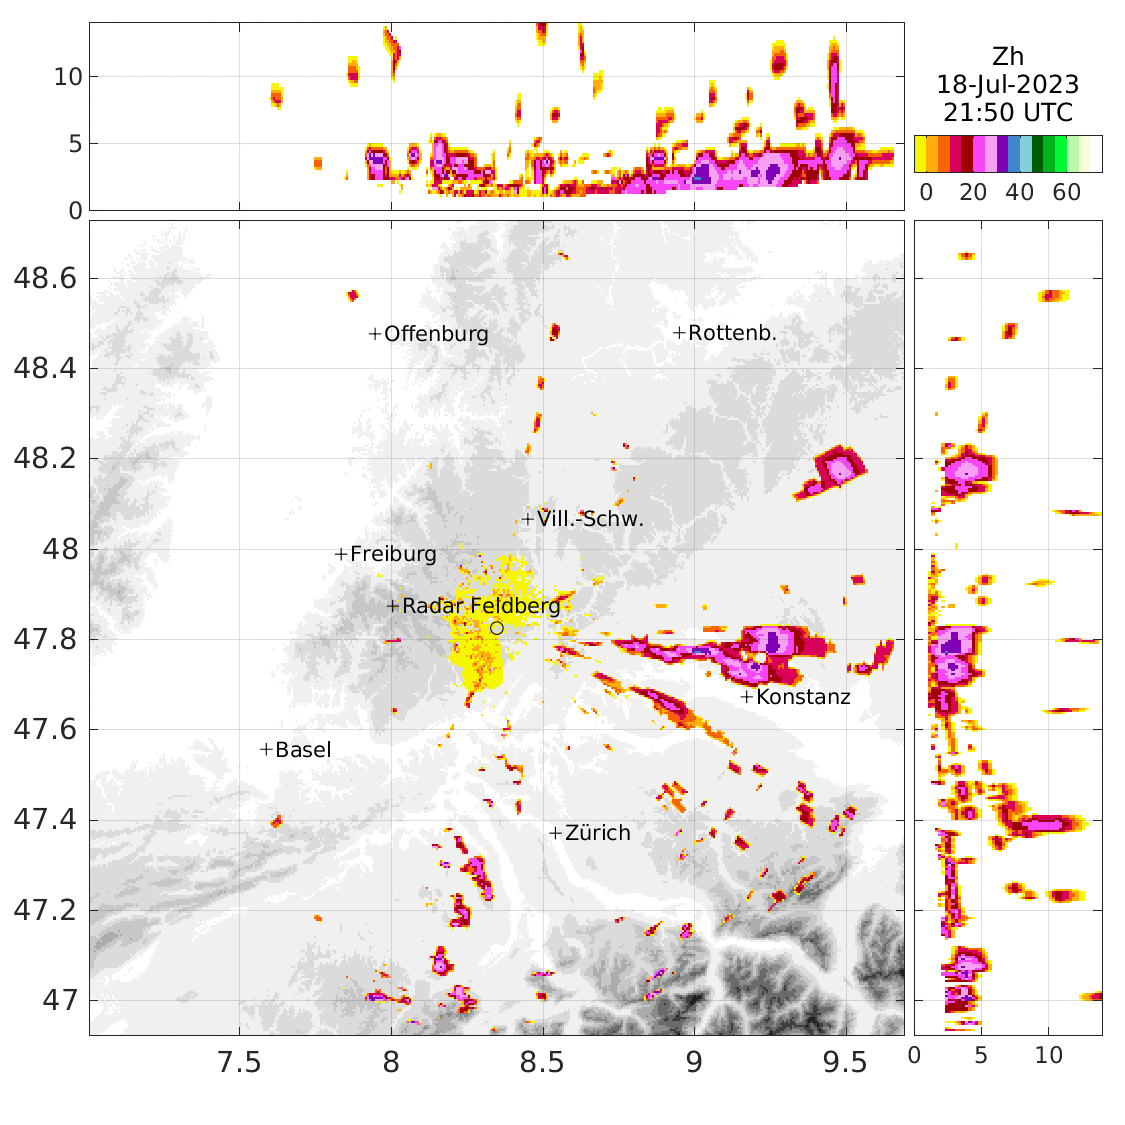 10
5
0
Zh
18-Jul-2023
21:50 UTC
0 20 40 60
48.6
48.4
48.2
48
47.8
47.6
47.4
47.2
47
+Offenburg
+Rottenb.
+Vill.-Schw.
+Freiburg
+Radar Feldberg
+Konstanz
+Basel
+Zürich
7.5 8 8.5 9 9.5
0 5 10